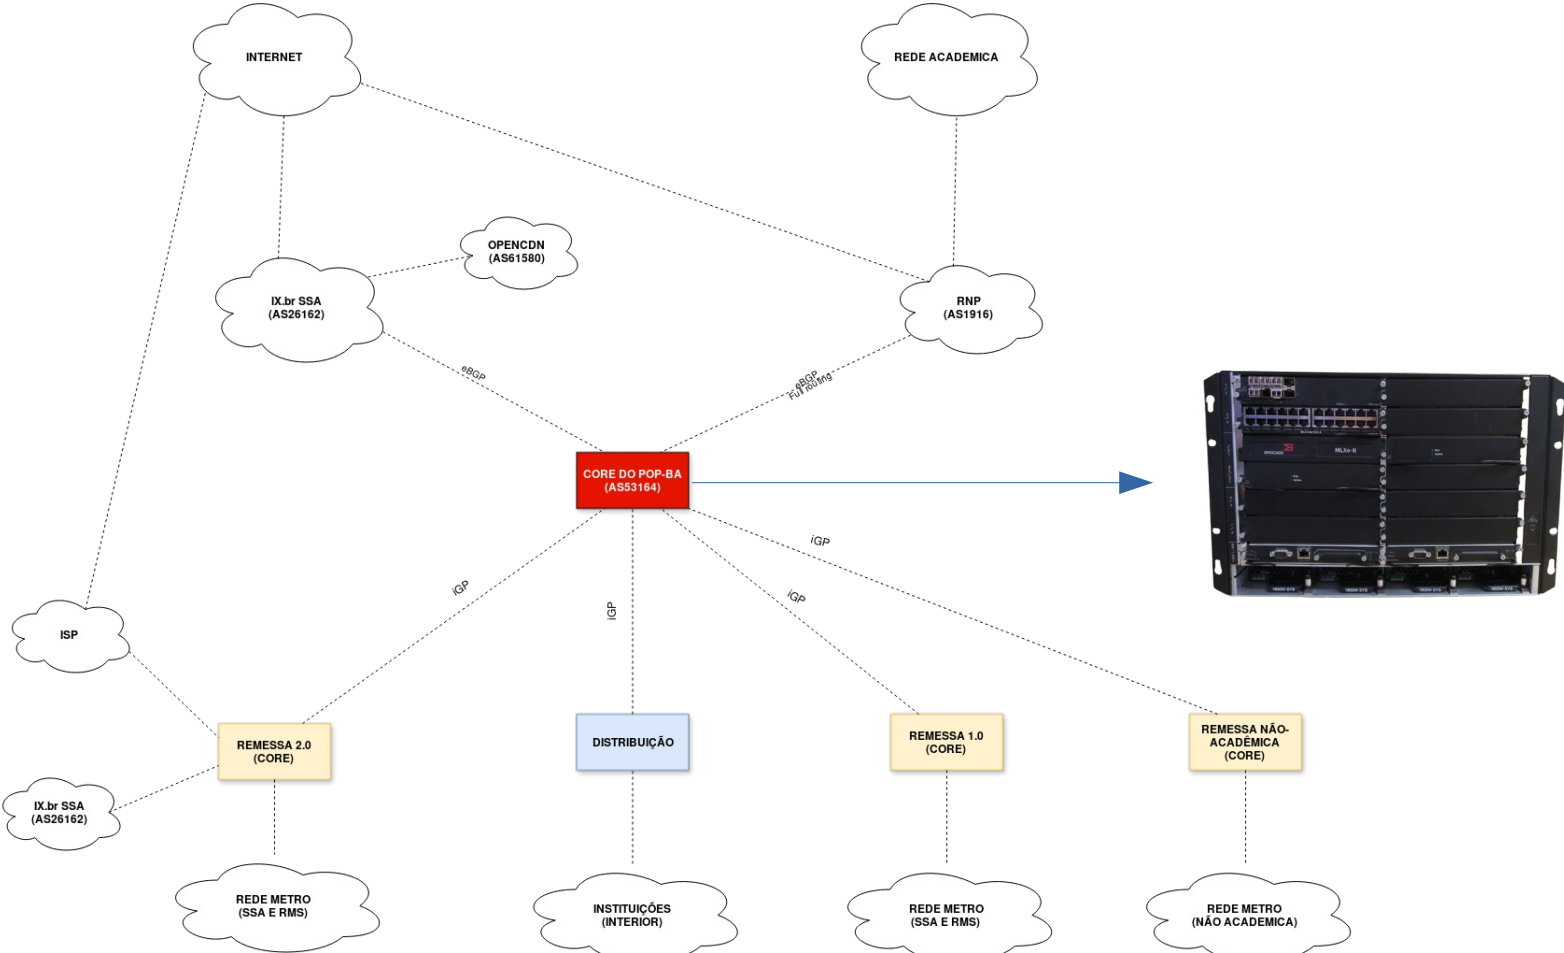 INTERNET
REDE ACADEMICA
OPENCDN
(AS61580)
IX.br SSA
(AS26162)
RNP
(AS1916)
eBGP
eBGP
Full routing
CORE DO POP-BA
(AS53164)
BROCADE
MLXe-8
iGP
iGP
iGP
iGP
ISP
REMESSA 2.0
(CORE)
DISTRIBUIÇÃO
REMESSA 1.0
(CORE)
REMESSA NÃO-
ACADÊMICA
(CORE)
IX.br SSA
(AS26162)
REDE METRO
(SSA E RMS)
INSTITUIÇÕES
(INTERIOR)
REDE METRO
(SSA E RMS)
REDE METRO
(NÃO ACADEMICA)